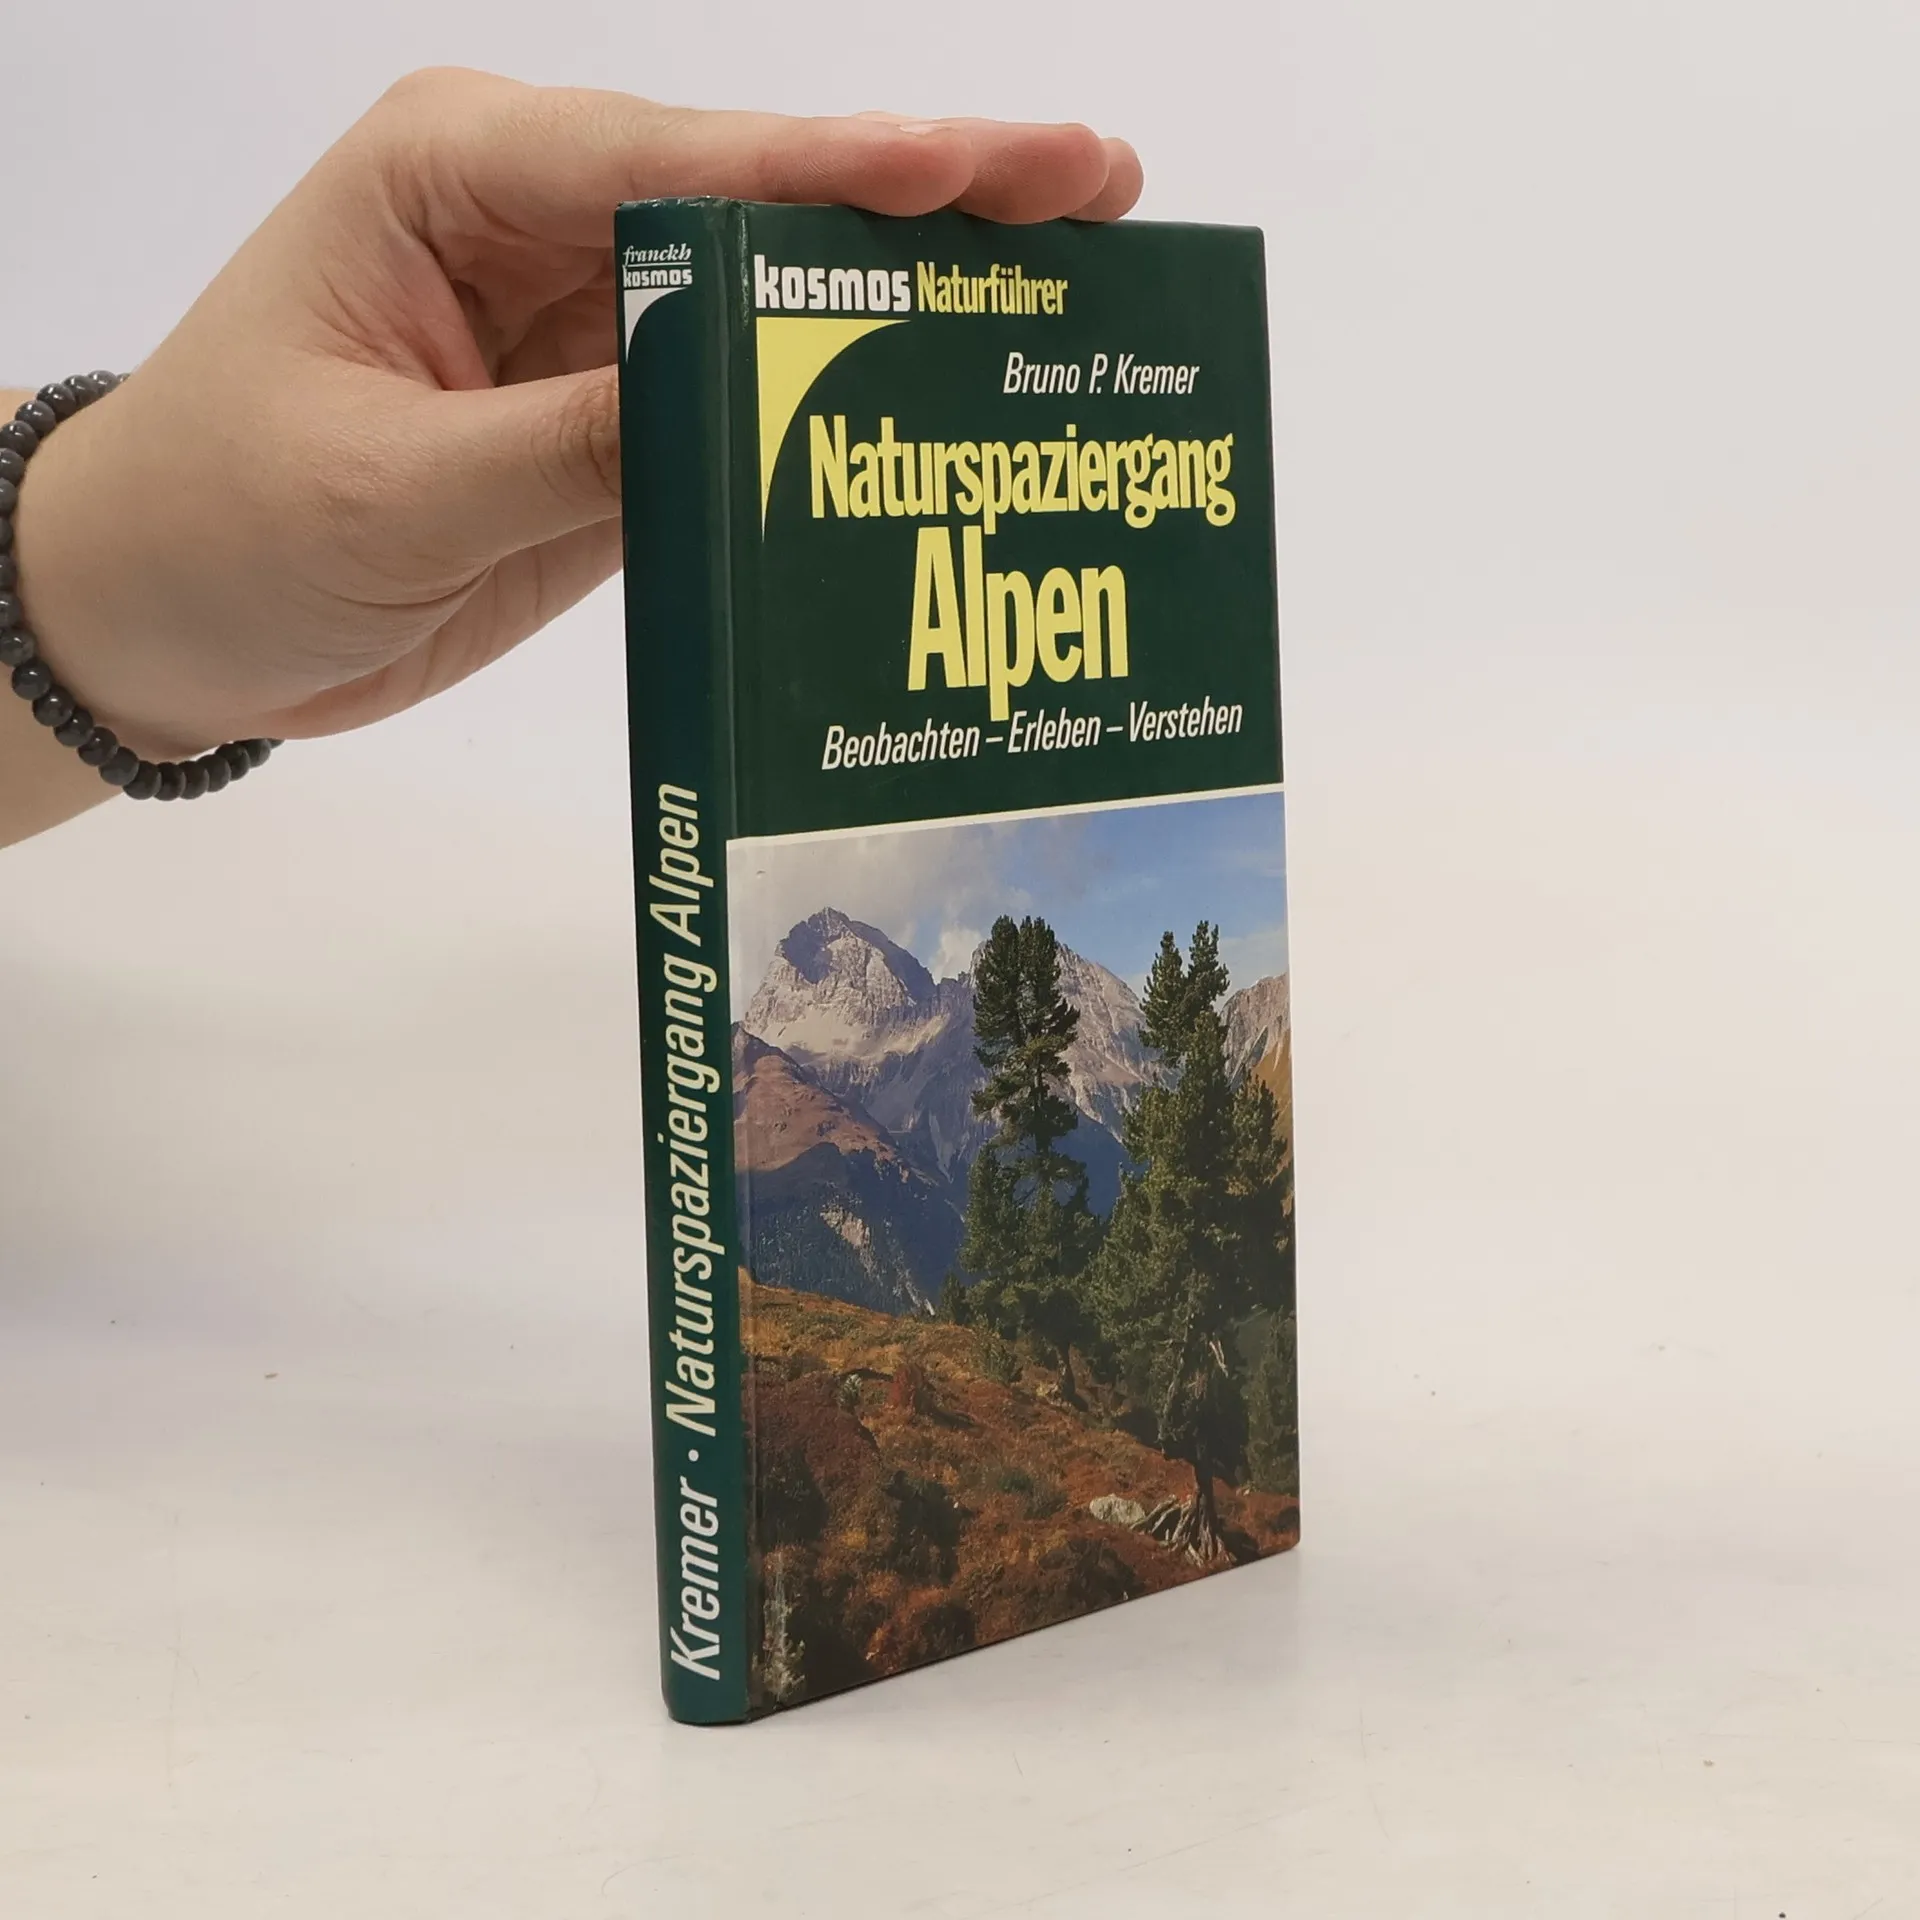 franckh
kosmos
kosmos Naturführer
Bruno P. Kremer
Naturspaziergang
Alpen
Beobachten – Erleben – Verstehen
Kremer · Naturspaziergang Alpen